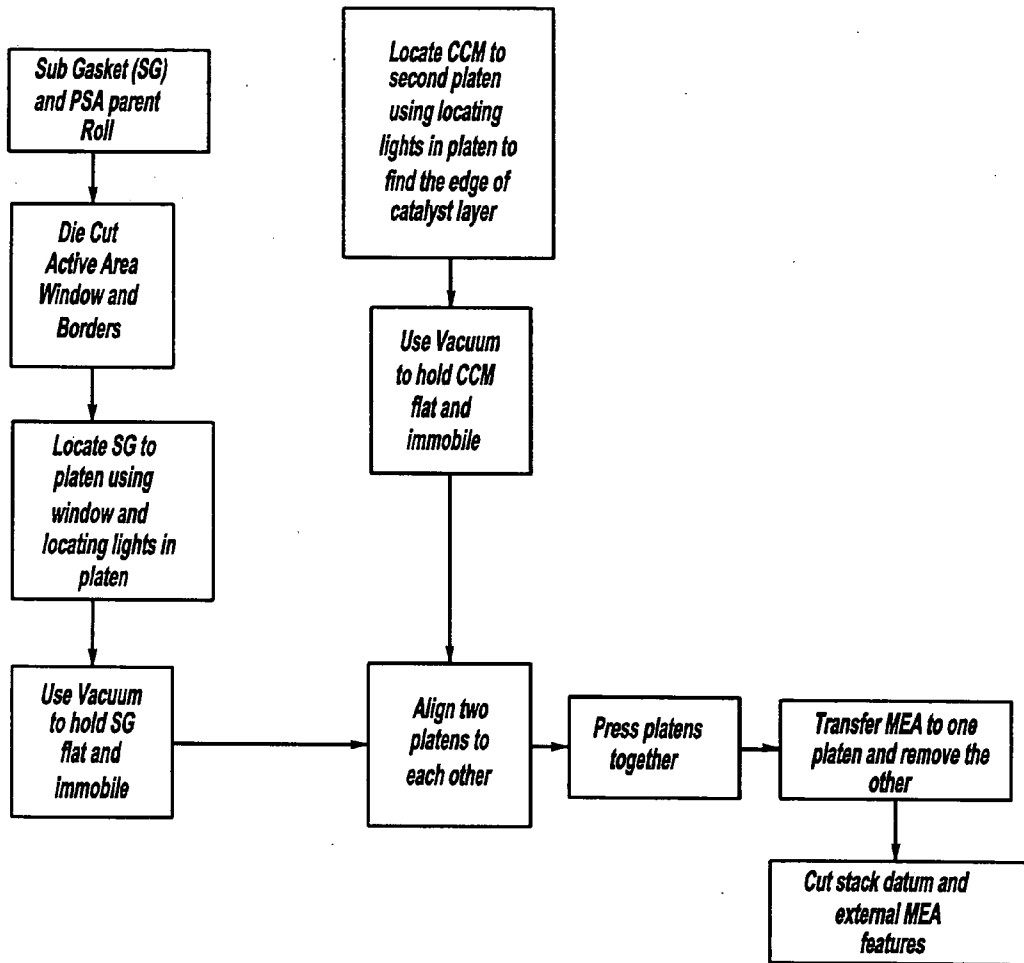 Sub Gasket (SG)
and PSA parent
Roll
Die Cut
Active Area
Window and
Borders
Locate SG to
platen using
window and
locating lights in
platen
Use Vacuum
to hold SG
flat and
immobile
Locate CCM to
second platen
using locating
lights in platen to
find the edge of
catalyst layer
Use Vacuum
to hold CCM
flat and
immobile
Align two
platens to
each other
Press platens
together
Transfer MEA to one
platen and remove the
other
Cut stack datum and
external MEA
features